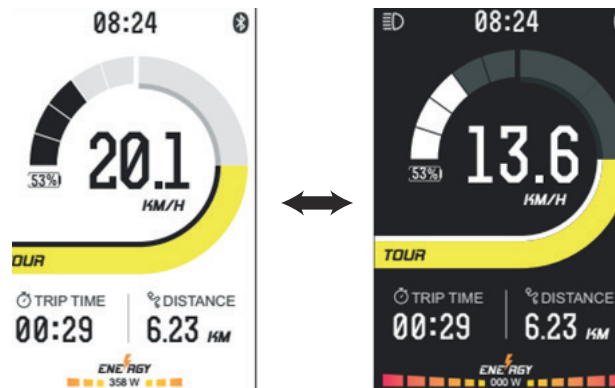 08:24
20.1
53%
KM/H
OUR
TRIP TIME
DISTANCE
00:29
6.23 KM
ENERGY
358 W
08:24
13.6
53%
KM/H
TOUR
TRIP TIME
DISTANCE
00:29
6.23 KM
ENERGY
000 W